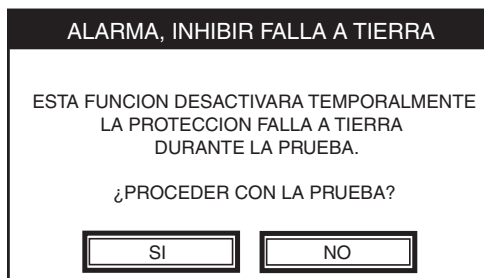 ALARMA, INHIBIR FALLA A TIERRA
ESTA FUNCION DESACTIVARA TEMPORALMENTE
LA PROTECCION FALLA A TIERRA
DURANTE LA PRUEBA.
¿PROCEDER CON LA PRUEBA?
SI
NO